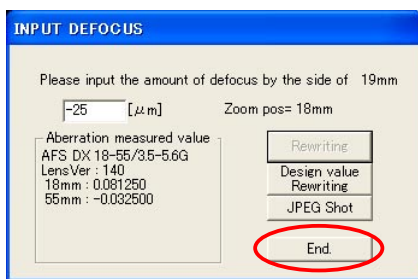 INPUT DEFOCUS
Please input the amount of defocus by the side of 19mm
-25 [μm] Zoom pos= 18mm
Aberration measured value
AFS DX 18-55/3.5-5.6G
LensVer : 140
18mm : 0.081250
55mm : -0.032500
Rewriting
Design value
Rewriting
JPEG Shot
End.